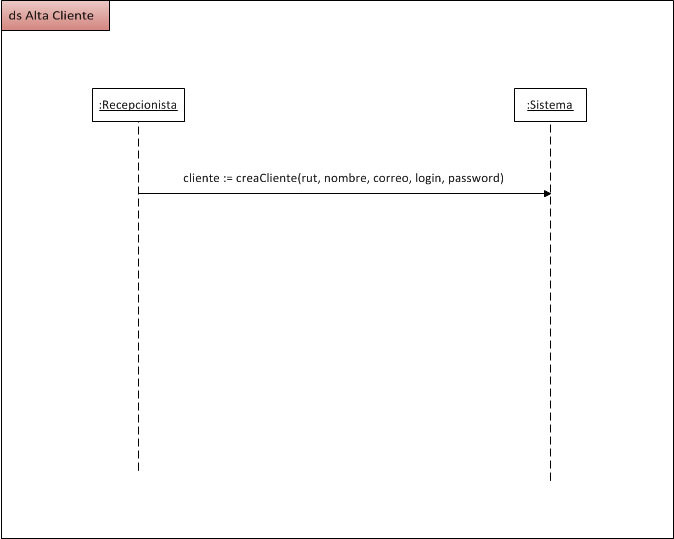 ds Alta Cliente
:Recepcionista
:Sistema
cliente := creaCliente(rut, nombre, correo, login, password)